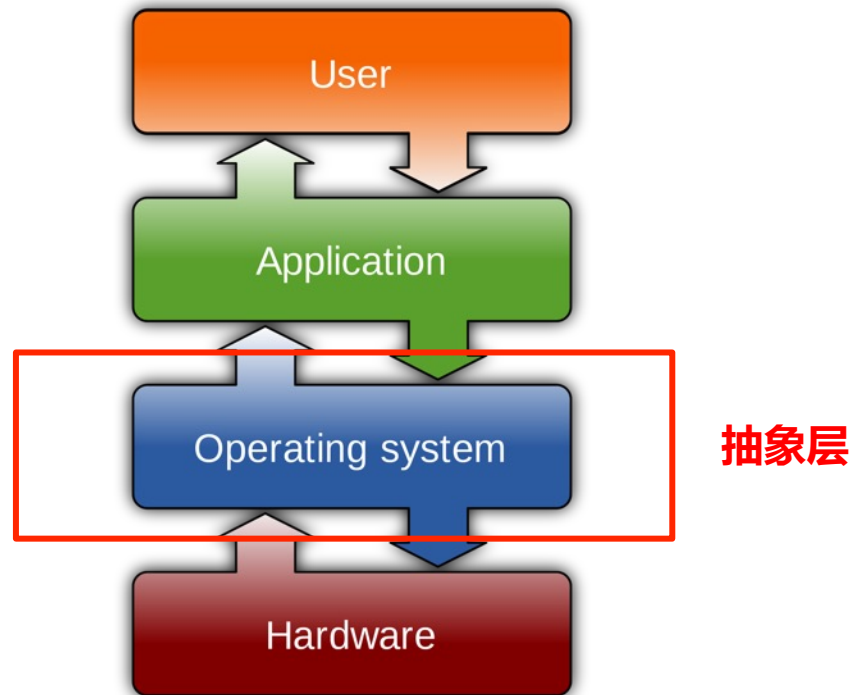 User
Application
Operating system
抽象层
Hardware